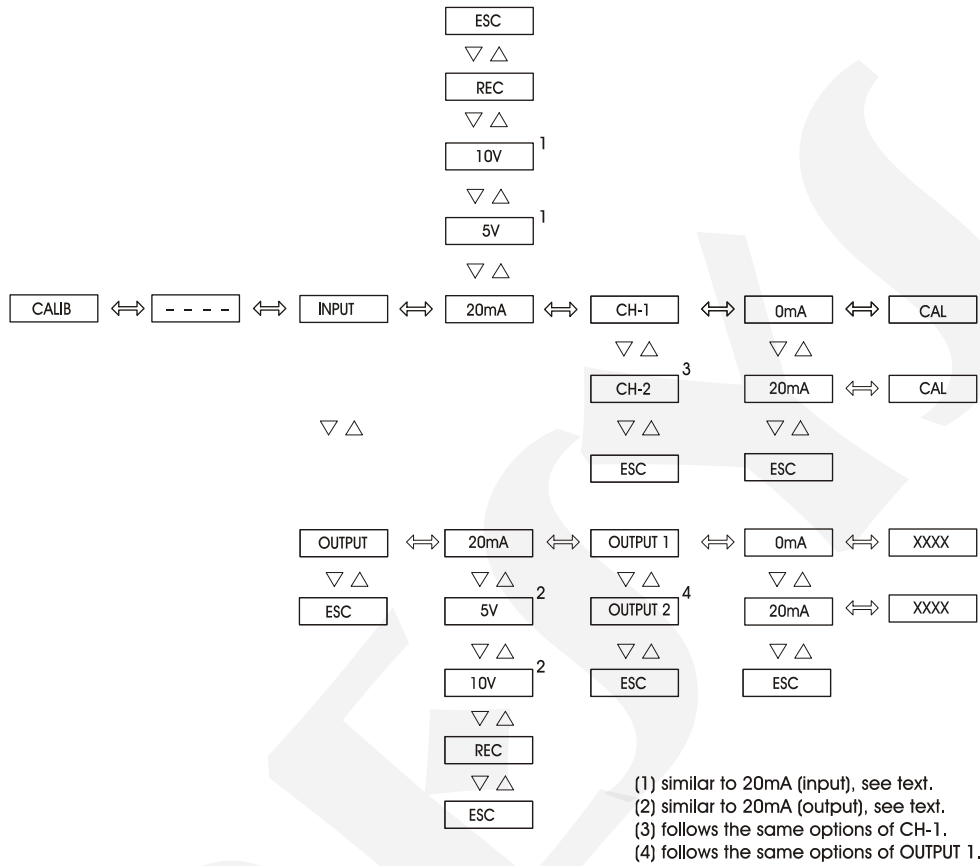 ESC
REC
10V 1
5V 1
CALIB - - - - INPUT 20mA CH-1 0mA CAL
CH-2 3 20mA CAL
ESC ESC
OUTPUT 20mA OUTPUT 1 0mA XXXX
ESC 5V 2 OUTPUT 2 4 20mA XXXX
10V 2 ESC ESC
REC
ESC
(1) similar to 20mA (input), see text.
(2) similar to 20mA (output), see text.
(3) follows the same options of CH-1.
(4) follows the same options of OUTPUT 1.